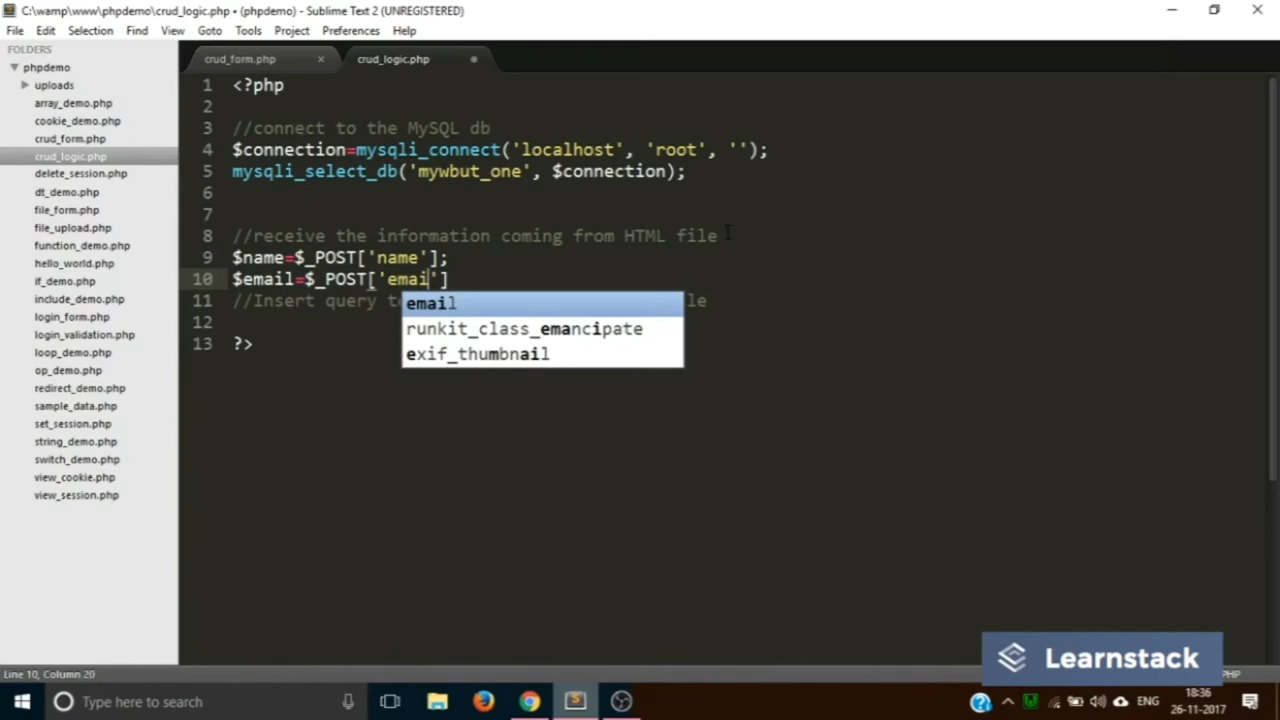 C:\wamp\www\phpdemo\crud_logic.php • (phpdemo) - Sublime Text 2 (UNREGISTERED)
File Edit Selection Find View Goto Tools Project Preferences Help
FOLDERS
phpdemo
uploads
array_demo.php
cookie_demo.php
crud_form.php
crud_logic.php
delete_session.php
dt_demo.php
file_form.php
file_upload.php
function_demo.php
hello_world.php
if_demo.php
include_demo.php
login_form.php
login_validation.php
loop_demo.php
op_demo.php
redirect_demo.php
sample_data.php
set_session.php
string_demo.php
switch_demo.php
view_cookie.php
view_session.php
crud_form.php × crud_logic.php
1 <?php
2
3 //connect to the MySQL db
4 $connection=mysqli_connect('localhost', 'root', '');
5 mysqli_select_db('mywbut_one', $connection);
6
7
8 //receive the information coming from HTML file
9 $name=$_POST['name'];
10 $email=$_POST['emai']
11 //Insert query t le
12
13 ?>
email
runkit_class_emancipate
exif_thumbnail
Learnstack
Line 10, Column 20 PHP
Type here to search
ENG
18:36
26-11-2017